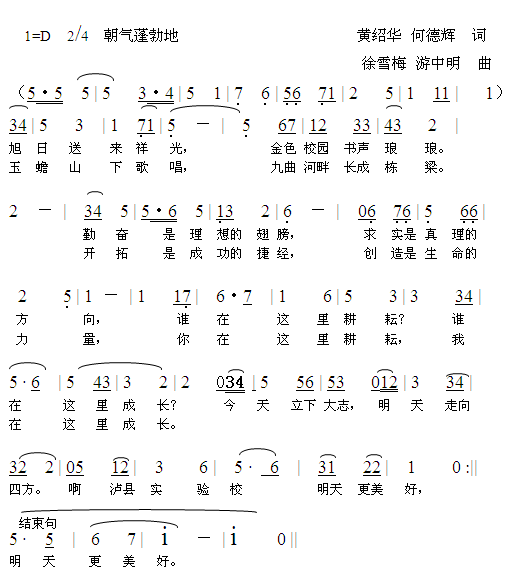 1=D 2/4 朝气蓬勃地 黄绍华 何德辉 词
徐雪梅 游中明 曲
(5·5 5|5 3·4|5 1|7 6|56 71|2 5|1 11| 1)
34|5 3|1 71|5 —|5 67|12 33|43 2|
旭日送来祥光, 金色校园书声琅琅。
玉蟾山下歌唱, 九曲河畔长成栋梁。
2 —| 34 5|5·6 5|13 2|6 —|06 76|5 66|
勤奋是理想的翅膀, 求实是真理的
开拓是成功的捷径, 创造是生命的
2 5|1 —|1 17|6·7|1 6|5 3|3 34|
方向, 谁在这里耕耘? 谁
力量, 你在这里耕耘, 我
5·6|5 43|3 2|2 034|5 56|53 012|3 34|
在这里成长? 今天立下大志, 明天走向
在这里成长。
32 2|05 12|3 6|5· 6|31 22|1 0:||
四方。啊泸县实验校 明天更美好,
结束句
5· 5|6 7|i —|i 0||
明天更美好。